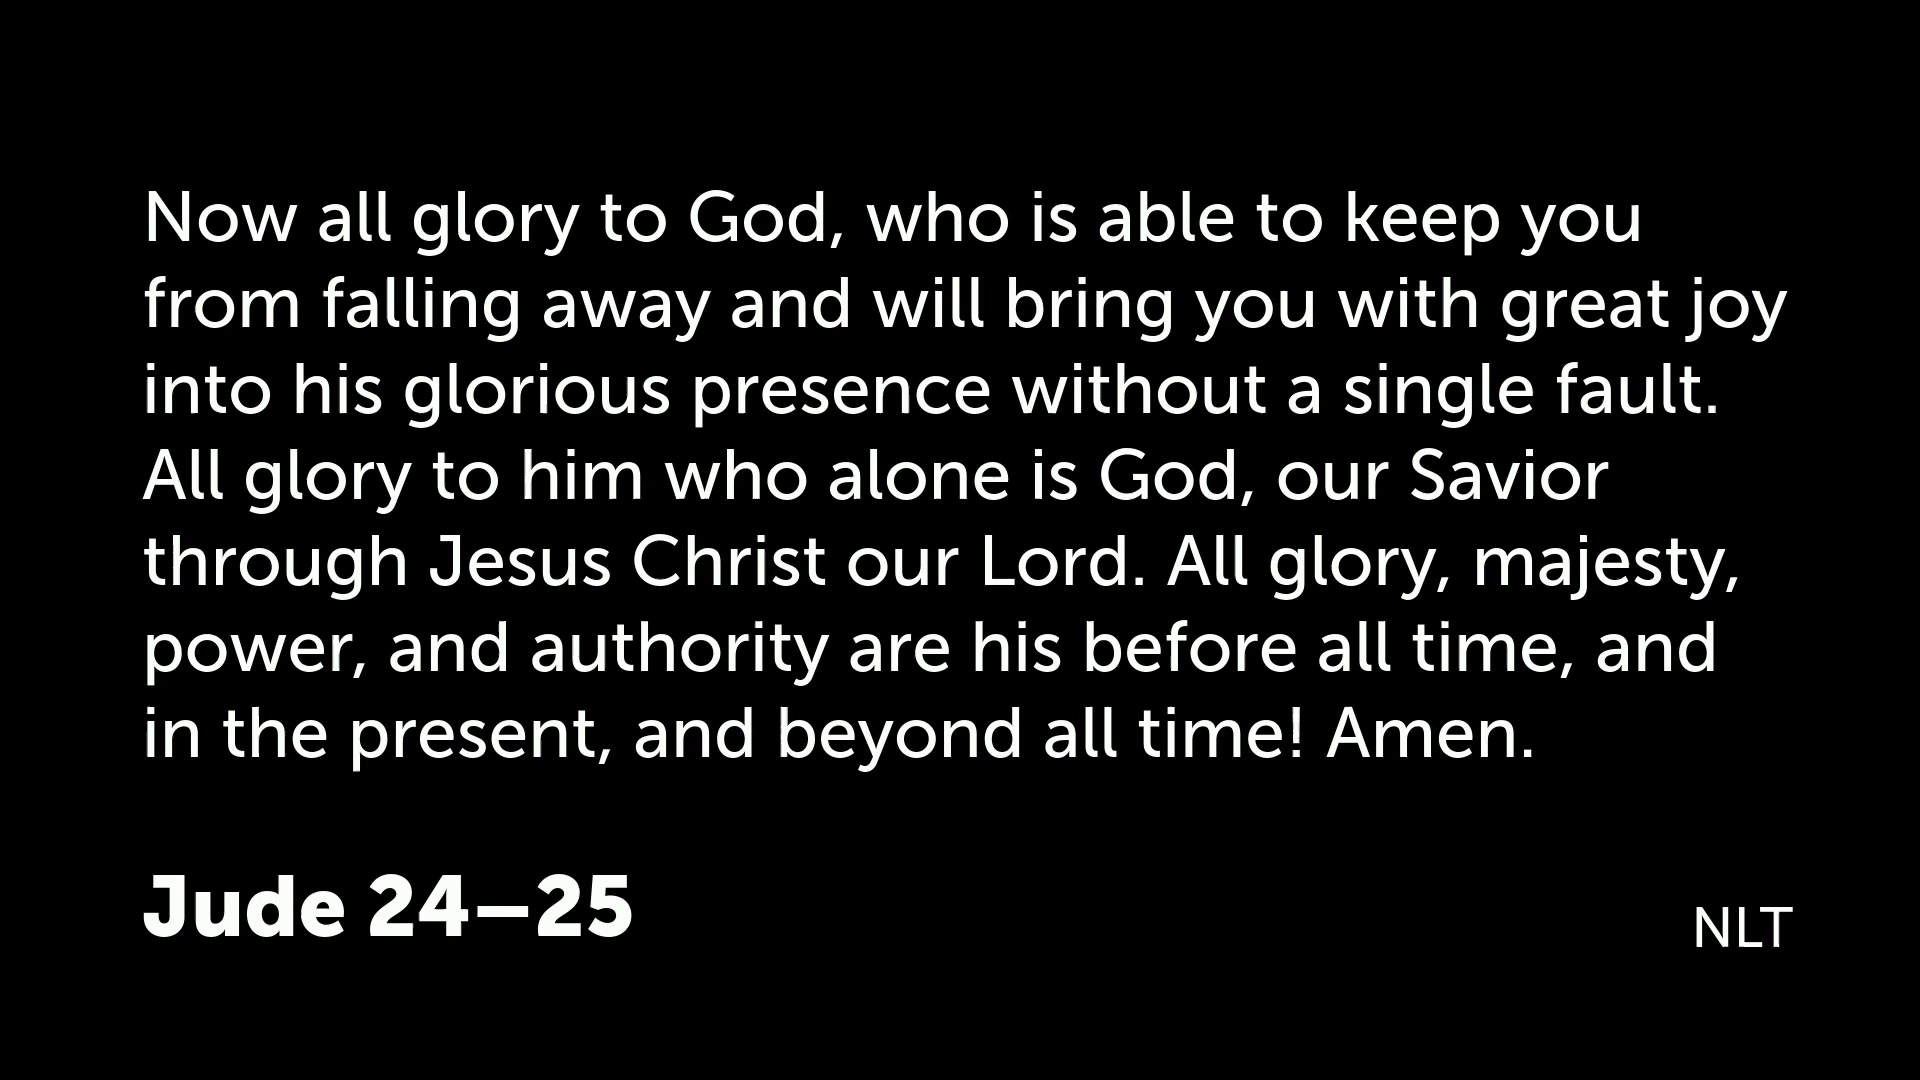 Now all glory to God, who is able to keep you
from falling away and will bring you with great joy
into his glorious presence without a single fault.
All glory to him who alone is God, our Savior
through Jesus Christ our Lord. All glory, majesty,
power, and authority are his before all time, and
in the present, and beyond all time! Amen.
Jude 24–25
NLT